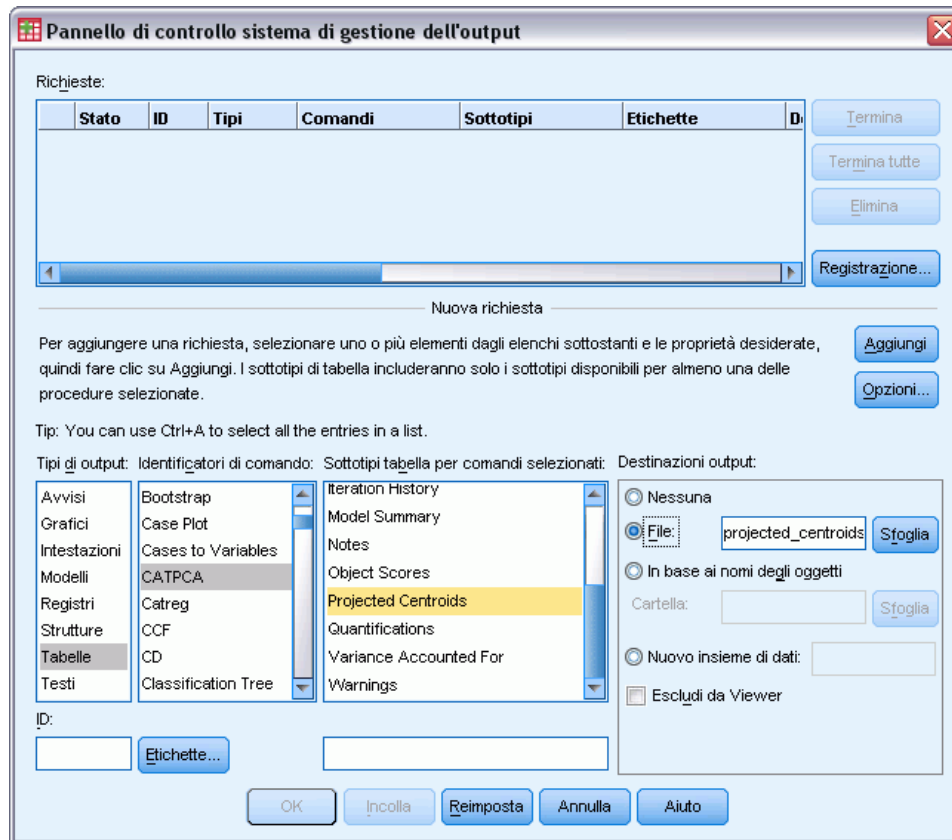 Pannello di controllo sistema di gestione dell'output
Richieste:
Stato ID Tipi Comandi Sottotipi Etichette
Termina
Termina tutte
Elimina
Registrazione...
Nuova richiesta
Per aggiungere una richiesta, selezionare uno o più elementi dagli elenchi sottostanti e le proprietà desiderate,
quindi fare clic su Aggiungi. I sottotipi di tabella includeranno solo i sottotipi disponibili per almeno una delle
procedure selezionate.
Aggiungi
Opzioni...
Tip: You can use Ctrl+A to select all the entries in a list.
Tipi di output:
Avvisi
Grafici
Intestazioni
Modelli
Registri
Strutture
Tabelle
Testi
Identificatori di comando:
Bootstrap
Case Plot
Cases to Variables
CATPCA
Catreg
CCF
CD
Classification Tree
Sottotipi tabella per comandi selezionati:
Iteration History
Model Summary
Notes
Object Scores
Projected Centroids
Quantifications
Variance Accounted For
Warnings
Destinazioni output:
Nessuna
File: projected_centroids Sfoglia
In base ai nomi degli oggetti
Cartella: Sfoglia
Nuovo insieme di dati:
Escludi da Viewer
ID:
Etichette...
OK Incolla Reimposta Annulla Aiuto